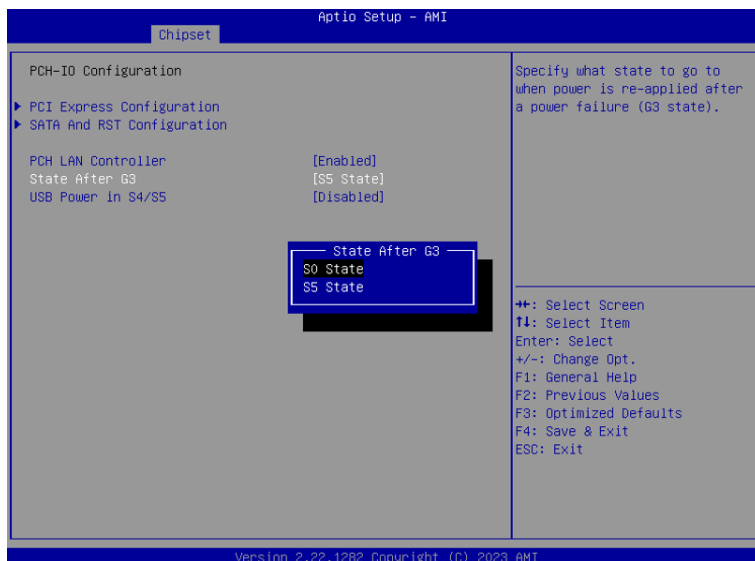 Aptio Setup – AMI
Chipset
PCH-IO Configuration
PCI Express Configuration
SATA And RST Configuration
PCH LAN Controller [Enabled]
State After G3 [S5 State]
USB Power in S4/S5 [Disabled]
State After G3
S0 State
S5 State
Specify what state to go to
when power is re-applied after
a power failure (G3 state).
→←: Select Screen
↑↓: Select Item
Enter: Select
+/-: Change Opt.
F1: General Help
F2: Previous Values
F3: Optimized Defaults
F4: Save & Exit
ESC: Exit
Version 2.22.1282 Copyright (C) 2023 AMI